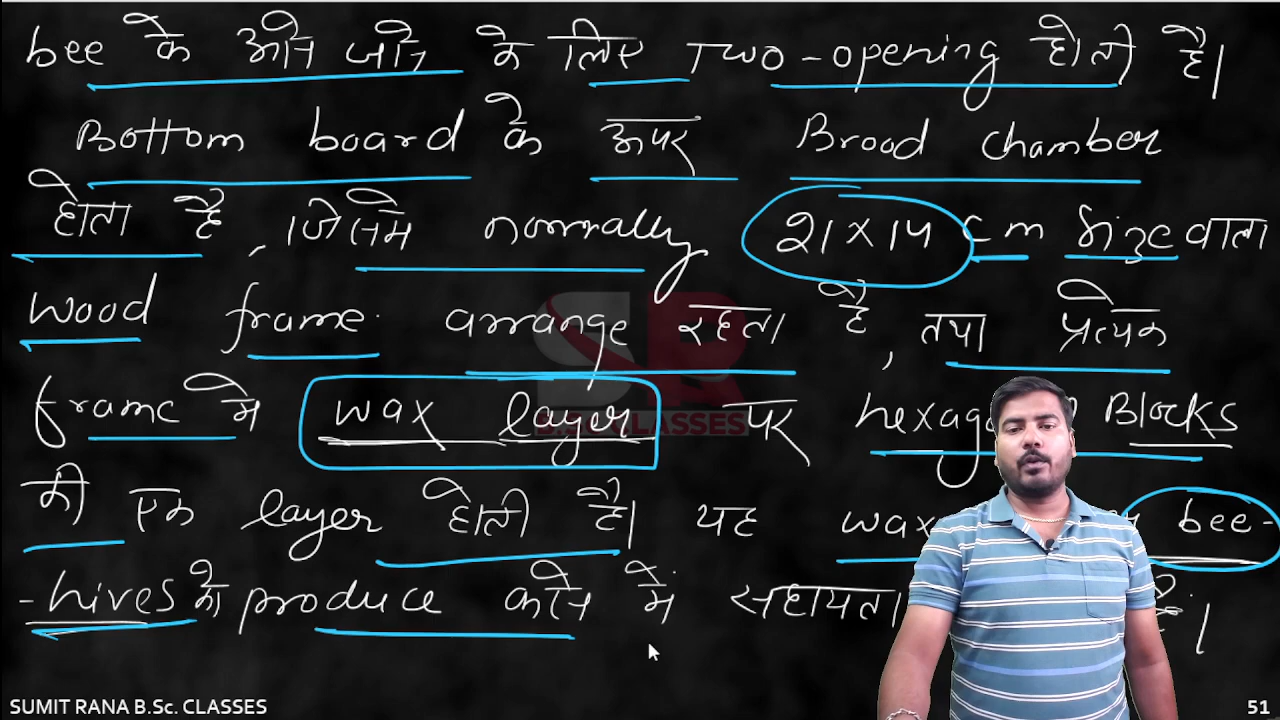 bee के आने जाने के लिए Two-opening होती है।
Bottom board के ऊपर Brood chamber
होता है, जिसमे normally 21 x 14 cm Size वाला
wood frame arrange रहता है, तथा प्रत्येक
frame मे wax layer पर Blocks
की एक layer होती है। यह wax bee-
-hives को produce करने में सहायता है।
B.SC CLASSES
SUMIT RANA B.Sc. CLASSES
51